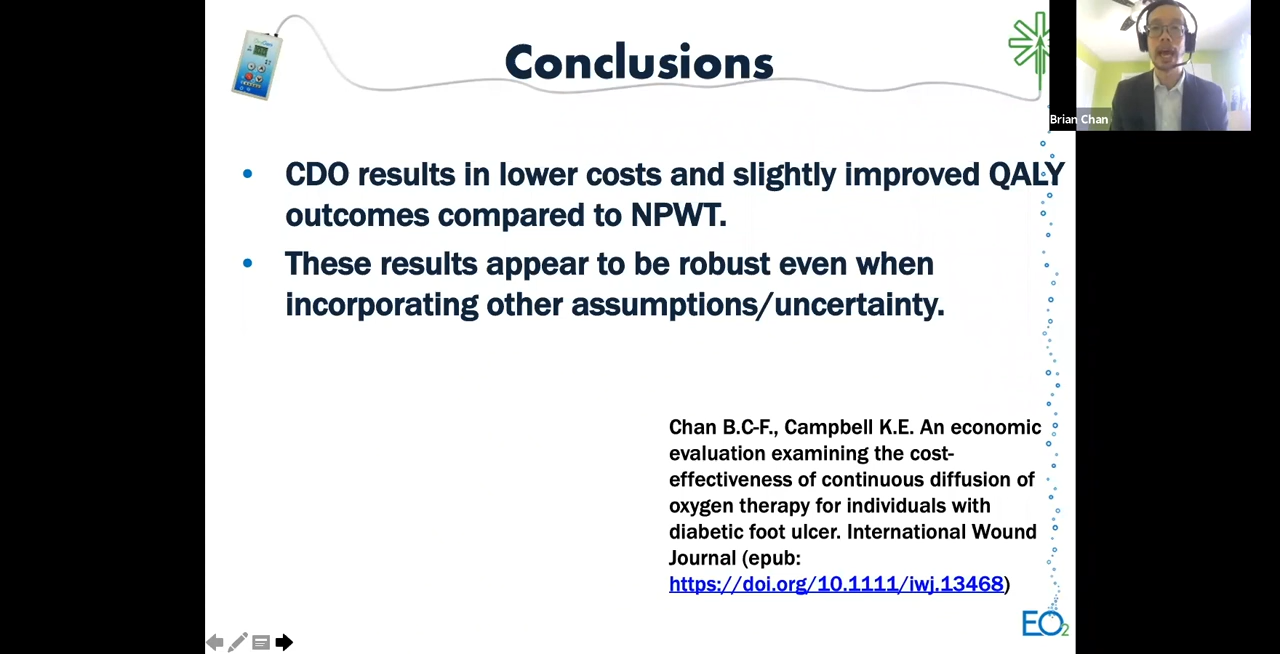 Conclusions
Brian Chan
• CDO results in lower costs and slightly improved QALY
outcomes compared to NPWT.
• These results appear to be robust even when
incorporating other assumptions/uncertainty.
Chan B.C-F., Campbell K.E. An economic
evaluation examining the cost-
effectiveness of continuous diffusion of
oxygen therapy for individuals with
diabetic foot ulcer. International Wound
Journal (epub:
https://doi.org/10.1111/iwj.13468)
EO2